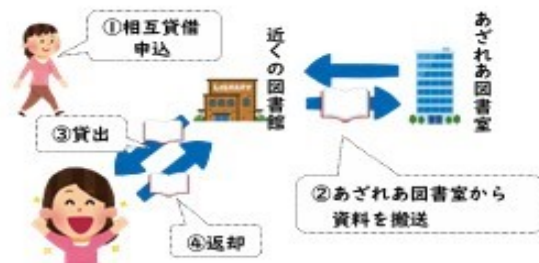 ①相互貸借
申込
近くの図書館
あざれあ図書室
LIBRARY
③貸出
②あざれあ図書室から
資料を搬送
④返却